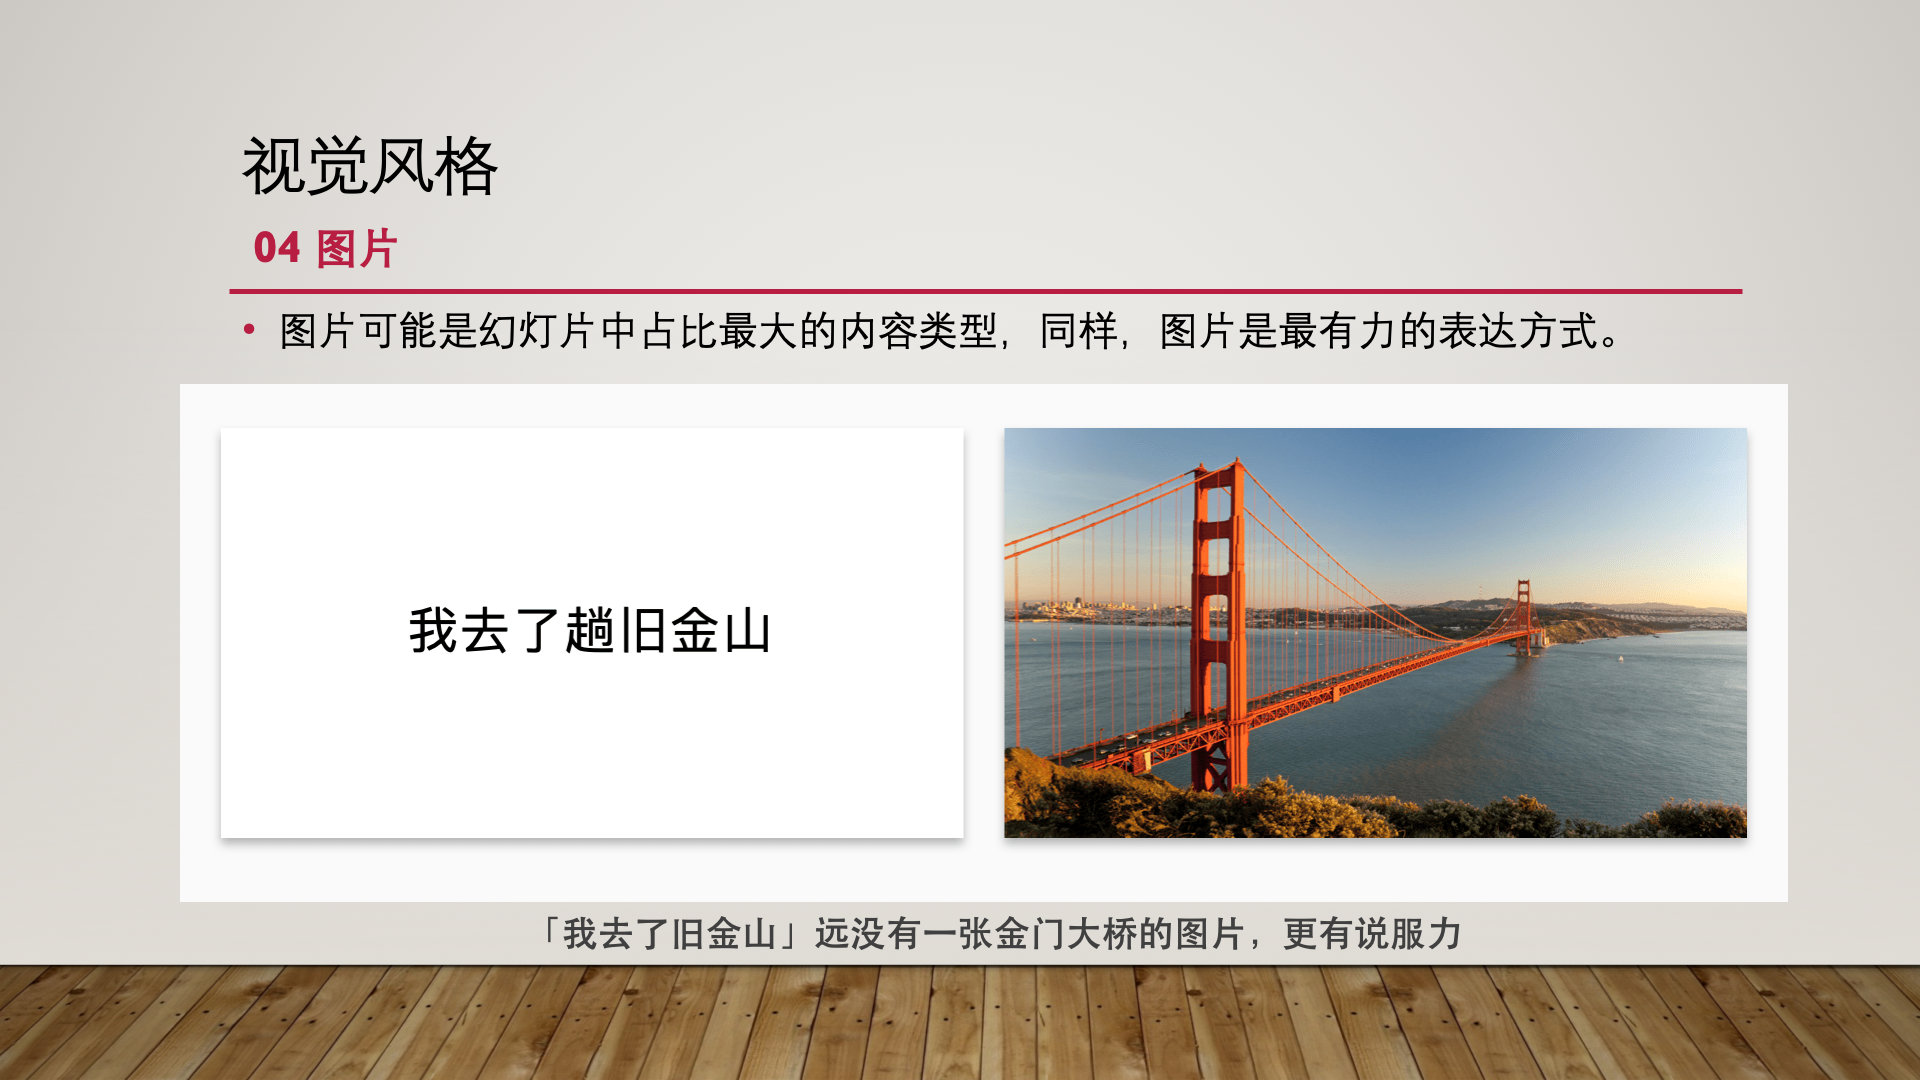 视觉风格
04 图片
• 图片可能是幻灯片中占比最大的内容类型，同样，图片是最有力的表达方式。
我去了趟旧金山
「我去了旧金山」远没有一张金门大桥的图片，更有说服力